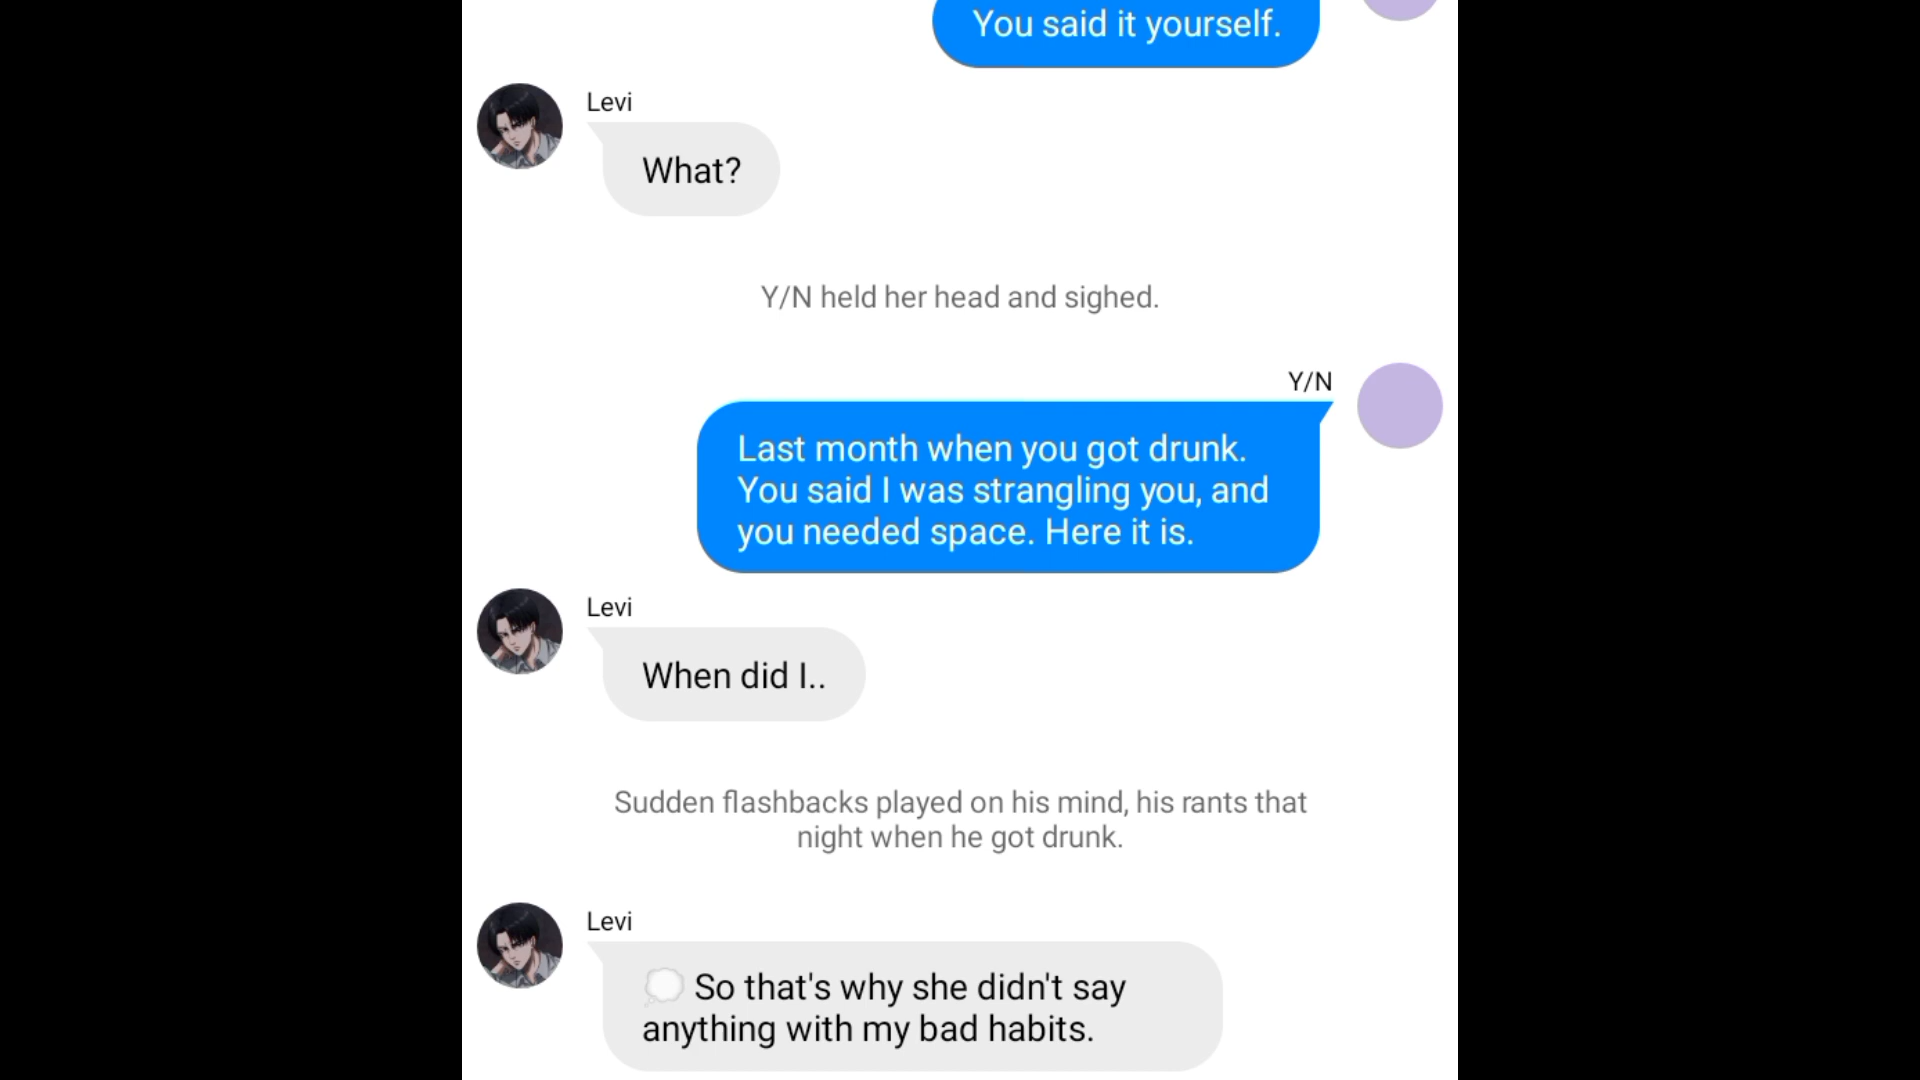 You said it yourself.
Levi
What?
Y/N held her head and sighed.
Y/N
Last month when you got drunk.
You said I was strangling you, and
you needed space. Here it is.
Levi
When did I..
Sudden flashbacks played on his mind, his rants that
night when he got drunk.
Levi
💭 So that's why she didn't say
anything with my bad habits.